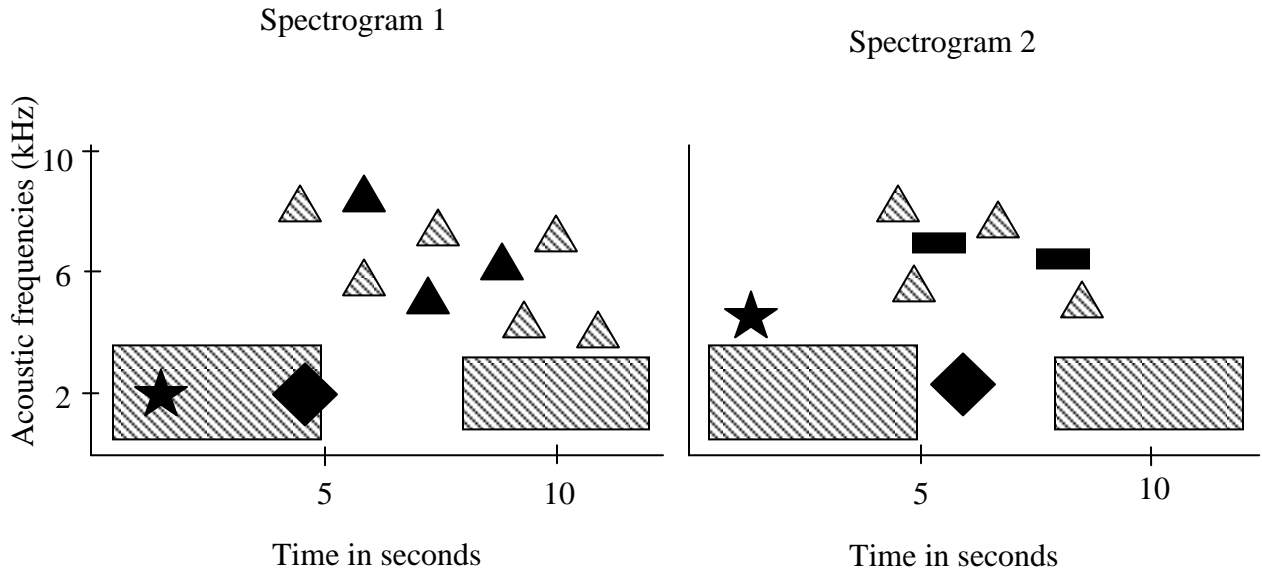 Spectrogram 1
Spectrogram 2
Acoustic frequencies (kHz)
10
6
2
5
10
5
10
Time in seconds
Time in seconds